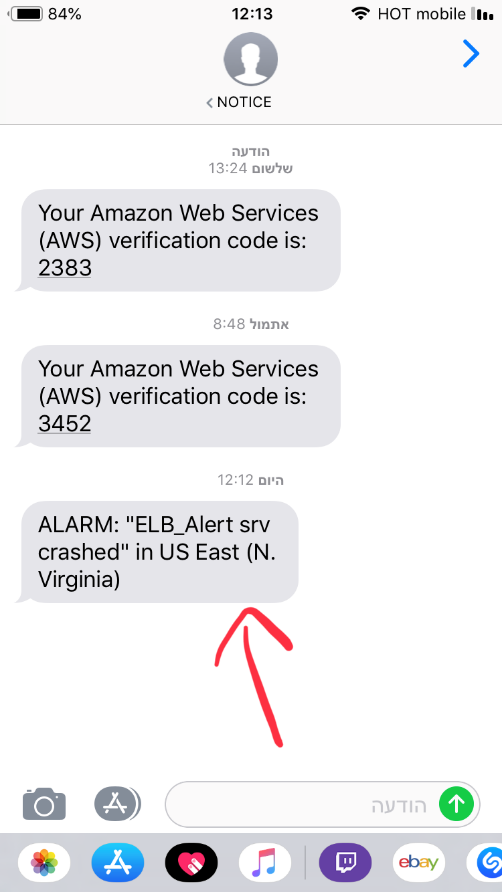 84%
12:13
HOT mobile
NOTICE
הודעה
שלשום 13:24
Your Amazon Web Services
(AWS) verification code is:
2383
אתמול 8:48
Your Amazon Web Services
(AWS) verification code is:
3452
היום 12:12
ALARM: "ELB_Alert srv
crashed" in US East (N.
Virginia)
הודעה
ebay